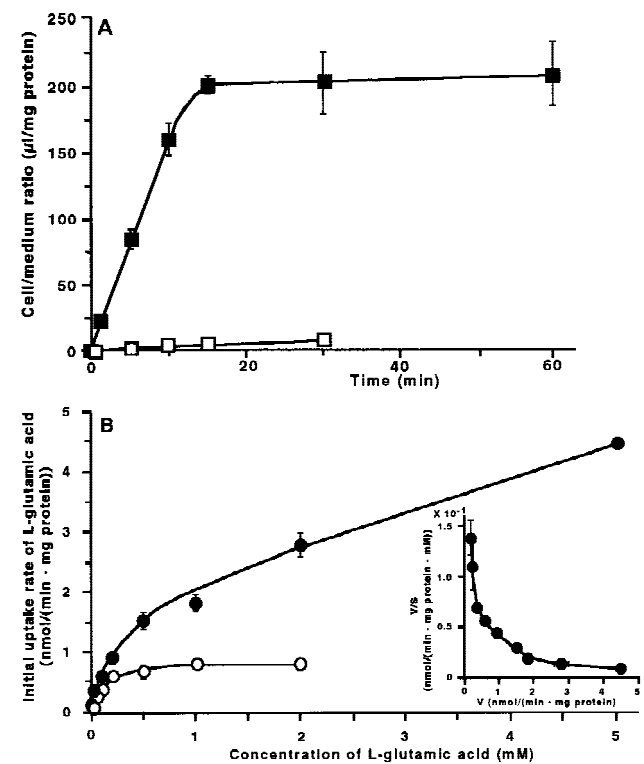 A
Cell/medium ratio (µl/mg protein)
250
200
150
100
50
0
0 20 40 60
Time (min)
B
Initial uptake rate of L-glutamic acid
(nmol/(min · mg protein))
5
4
3
2
1
0
0 1 2 3 4 5
Concentration of L-glutamic acid (mM)
X 10⁻¹
V/S
(nmol/(min · mg protein · mM))
1.5
1.0
0.5
0
0 1 2 3 4 5
V (nmol/(min · mg protein)